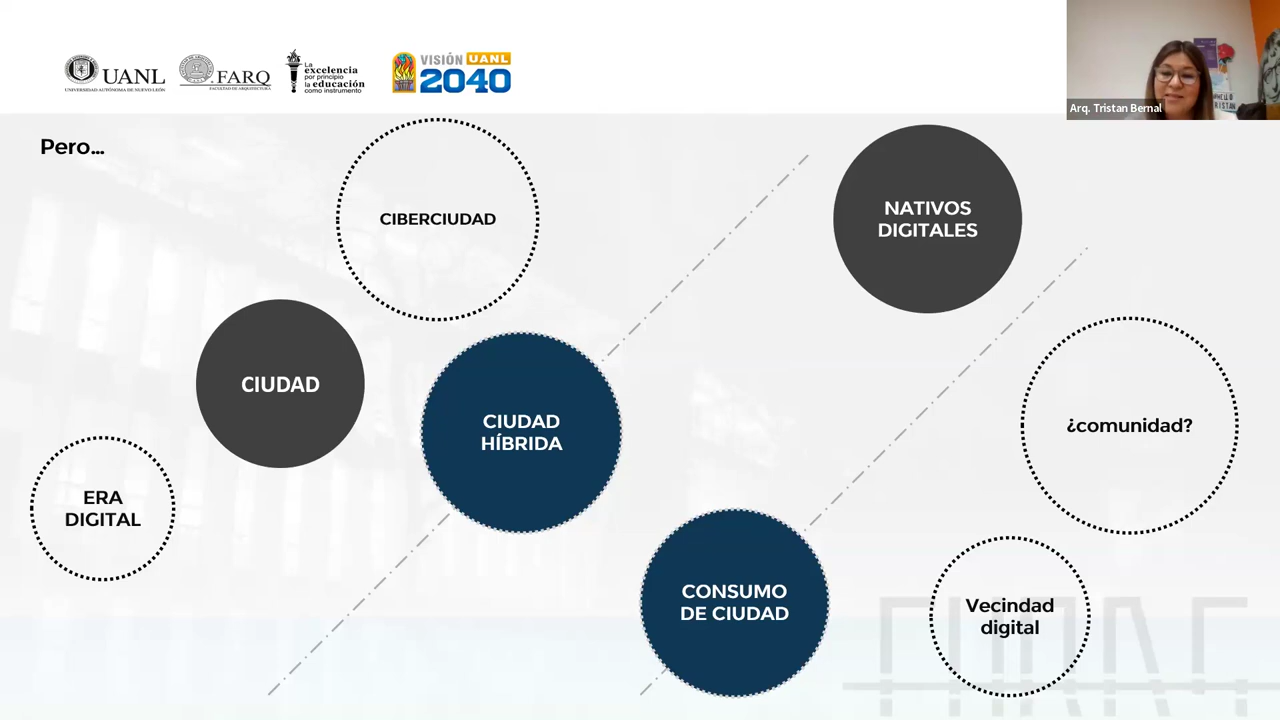 UANL
UNIVERSIDAD AUTÓNOMA DE NUEVO LEÓN
FARQ
FACULTAD DE ARQUITECTURA
La
excelencia
por principio
la educación
como instrumento
VISIÓN UANL
2040
Arq. Tristan Bernal
Pero...
CIBERCIUDAD
NATIVOS
DIGITALES
CIUDAD
CIUDAD
HÍBRIDA
¿comunidad?
ERA
DIGITAL
CONSUMO
DE CIUDAD
Vecindad
digital